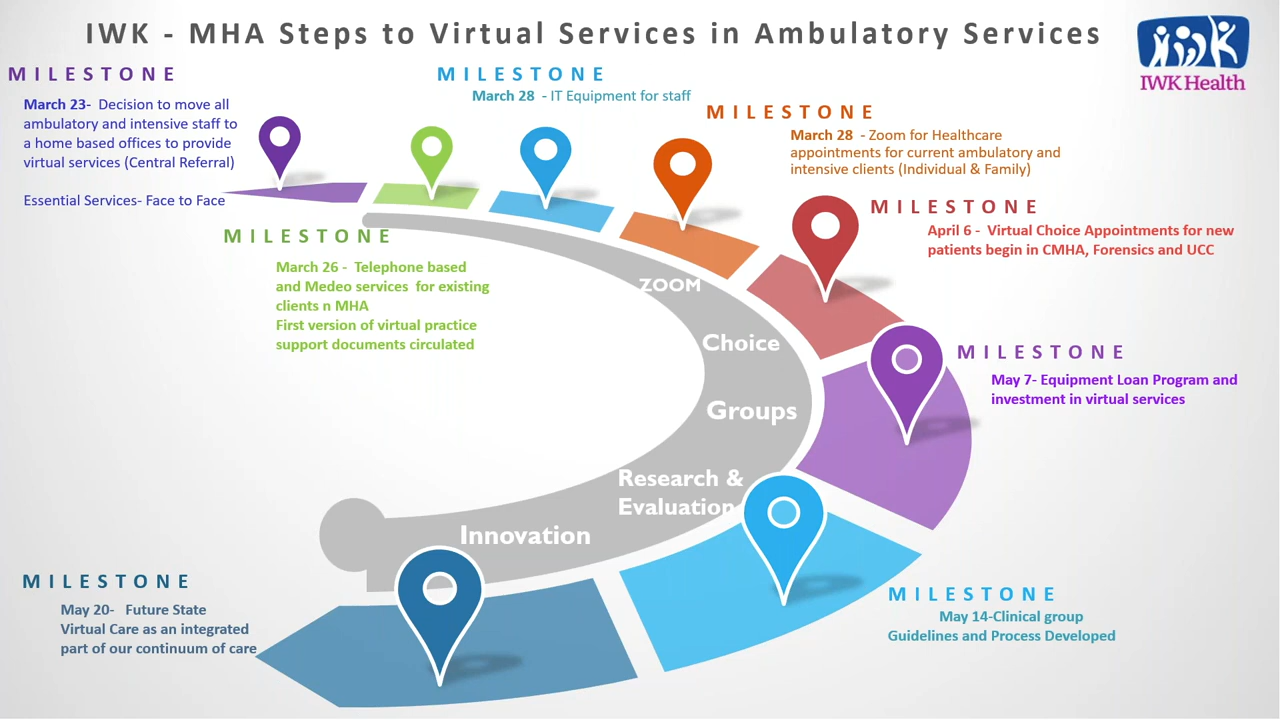 IWK - MHA Steps to Virtual Services in Ambulatory Services
IWK Health
MILESTONE
March 23- Decision to move all
ambulatory and intensive staff to
a home based offices to provide
virtual services (Central Referral)
Essential Services- Face to Face
MILESTONE
March 26 - Telephone based
and Medeo services for existing
clients n MHA
First version of virtual practice
support documents circulated
MILESTONE
March 28 - IT Equipment for staff
MILESTONE
March 28 - Zoom for Healthcare
appointments for current ambulatory and
intensive clients (Individual & Family)
MILESTONE
April 6 - Virtual Choice Appointments for new
patients begin in CMHA, Forensics and UCC
MILESTONE
May 7- Equipment Loan Program and
investment in virtual services
MILESTONE
May 14-Clinical group
Guidelines and Process Developed
MILESTONE
May 20- Future State
Virtual Care as an integrated
part of our continuum of care
ZOOM
Choice
Groups
Research &
Evaluation
Innovation